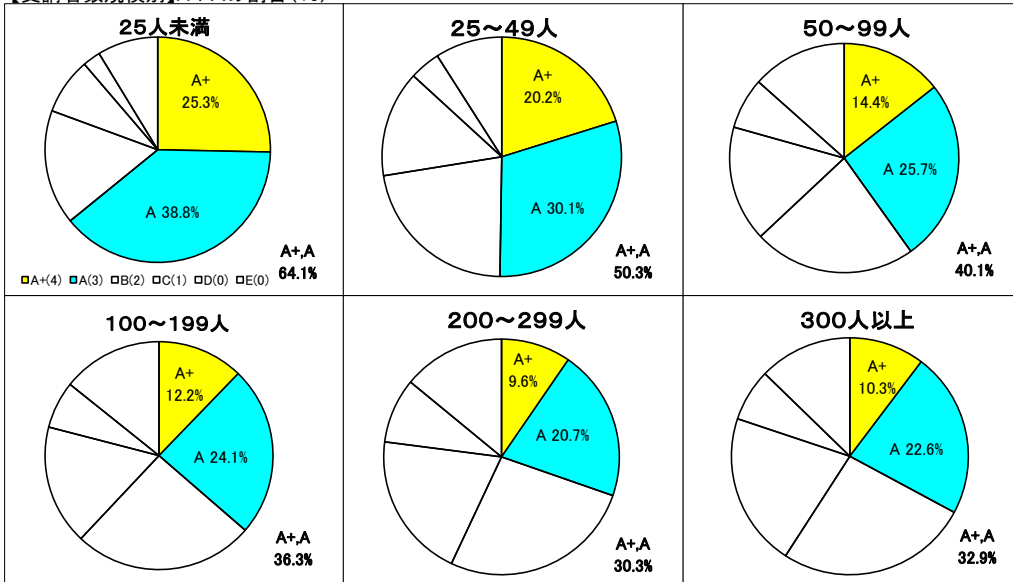 25人未満
A+
25.3%
A 38.8%
A+,A
64.1%
A+(4) A(3) B(2) C(1) D(0) E(0)
25～49人
A+
20.2%
A 30.1%
A+,A
50.3%
50～99人
A+
14.4%
A 25.7%
A+,A
40.1%
100～199人
A+
12.2%
A 24.1%
A+,A
36.3%
200～299人
A+
9.6%
A 20.7%
A+,A
30.3%
300人以上
A+
10.3%
A 22.6%
A+,A
32.9%